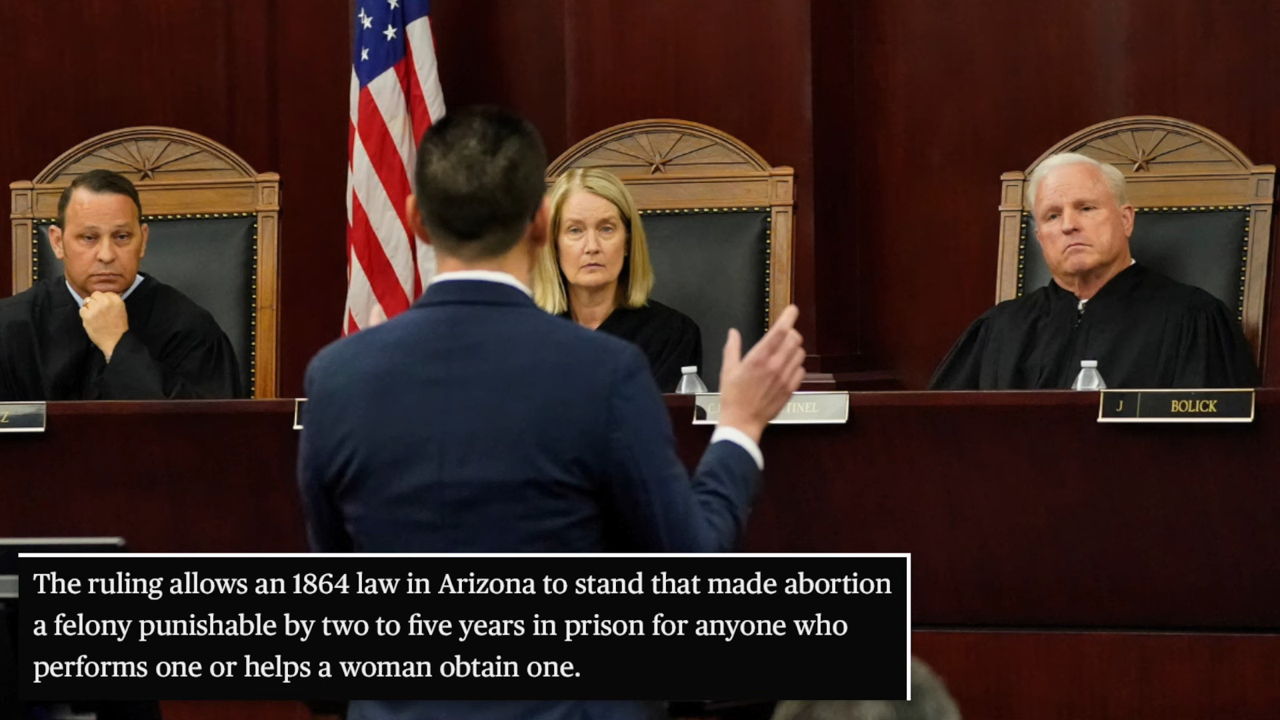 Z
J BOLICK
The ruling allows an 1864 law in Arizona to stand that made abortion
a felony punishable by two to five years in prison for anyone who
performs one or helps a woman obtain one.